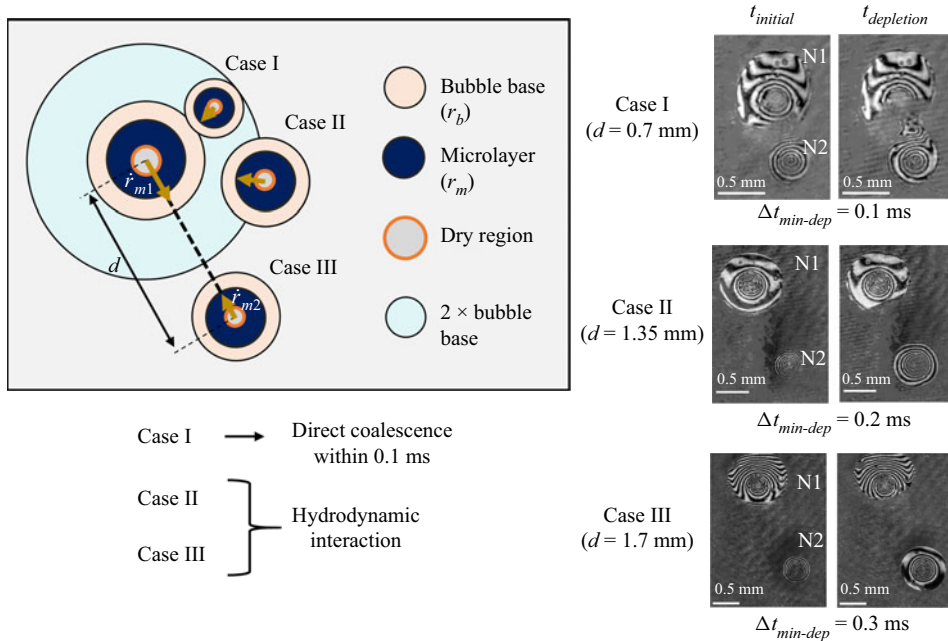 Case I
Case II
Case III
ṙm1
ṙm2
d
Bubble base
(rb)
Microlayer
(rm)
Dry region
2 × bubble
base
Case I
Direct coalescence
within 0.1 ms
Case II
Case III
Hydrodynamic
interaction
tinitial
tdepletion
Case I
(d = 0.7 mm)
N1
N2
0.5 mm
0.5 mm
Δtmin-dep = 0.1 ms
Case II
(d = 1.35 mm)
N1
N2
0.5 mm
0.5 mm
Δtmin-dep = 0.2 ms
Case III
(d = 1.7 mm)
N1
N2
0.5 mm
0.5 mm
Δtmin-dep = 0.3 ms